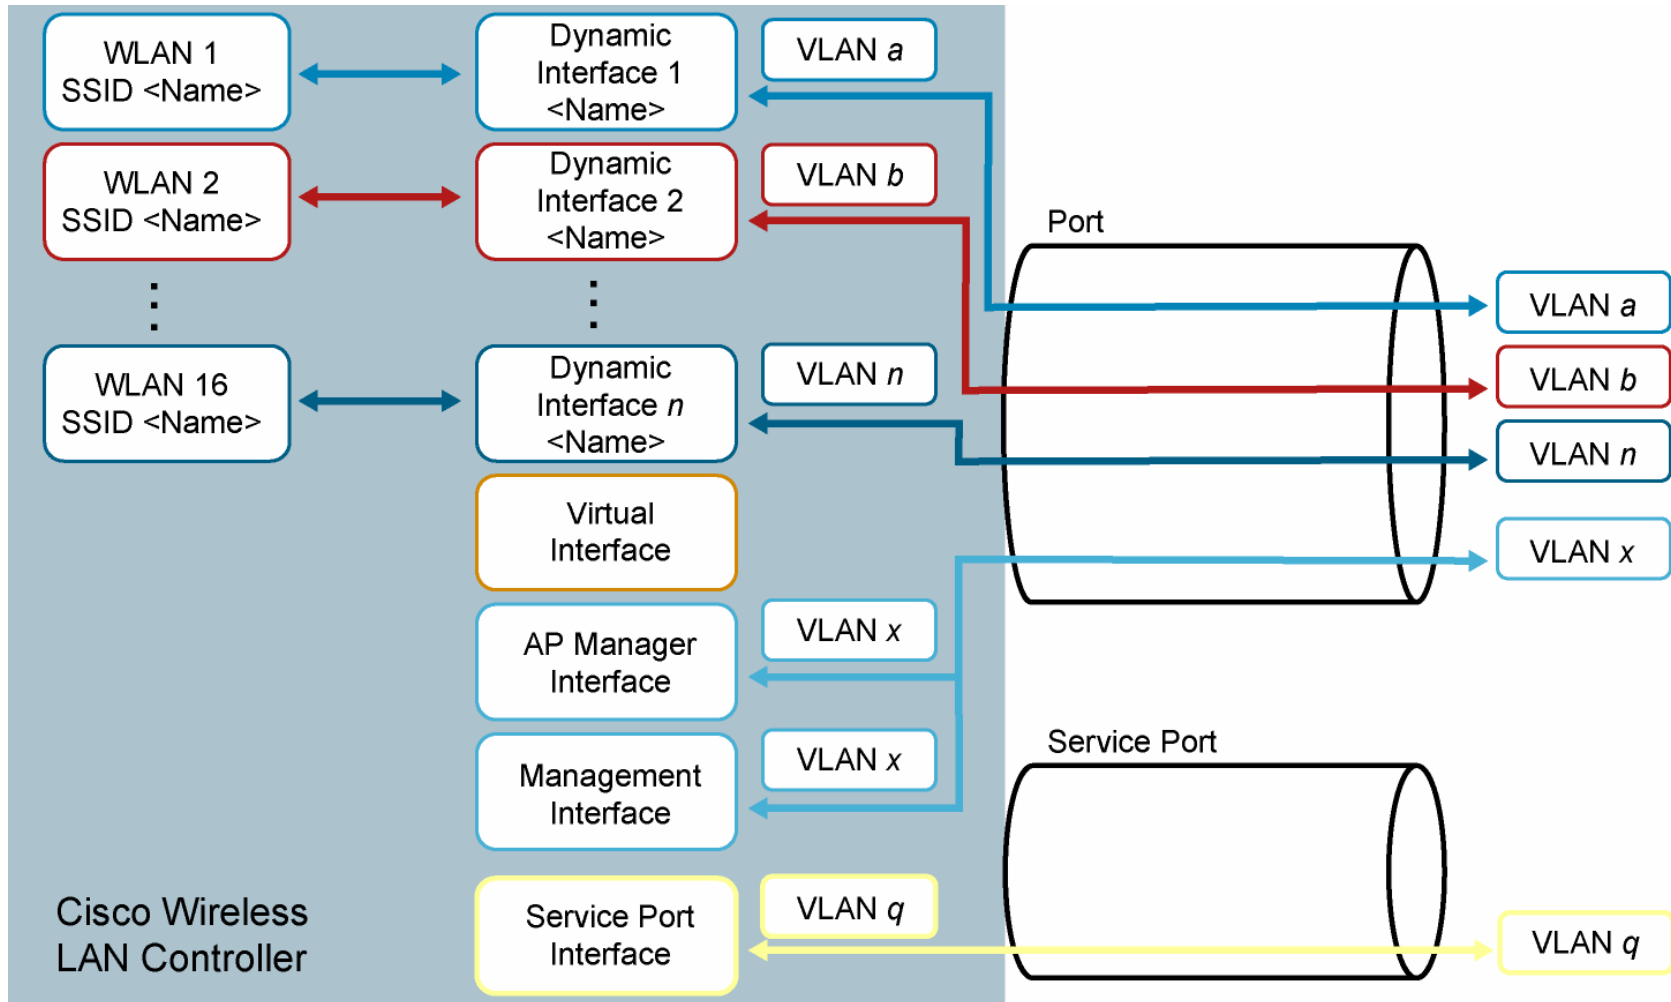 WLAN 1
SSID <Name>
Dynamic
Interface 1
<Name>
VLAN a
WLAN 2
SSID <Name>
Dynamic
Interface 2
<Name>
VLAN b
WLAN 16
SSID <Name>
Dynamic
Interface n
<Name>
VLAN n
Virtual
Interface
AP Manager
Interface
VLAN x
Management
Interface
VLAN x
Service Port
Interface
VLAN q
Cisco Wireless
LAN Controller
Port
VLAN a
VLAN b
VLAN n
VLAN x
Service Port
VLAN q